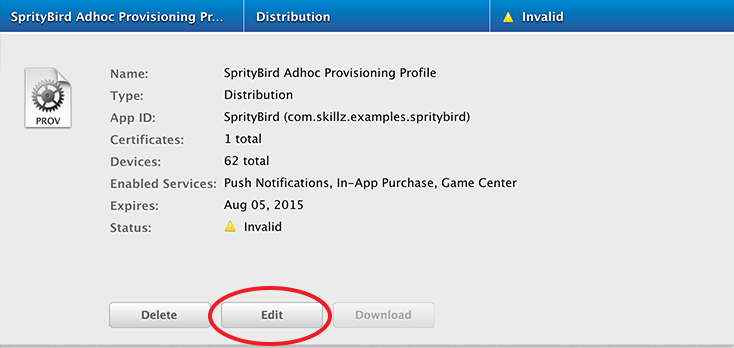 SprityBird Adhoc Provisioning Pr... Distribution Invalid
Name: SprityBird Adhoc Provisioning Profile
Type: Distribution
App ID: SprityBird (com.skillz.examples.spritybird)
Certificates: 1 total
Devices: 62 total
Enabled Services: Push Notifications, In-App Purchase, Game Center
Expires: Aug 05, 2015
Status: Invalid
PROV
Delete Edit Download